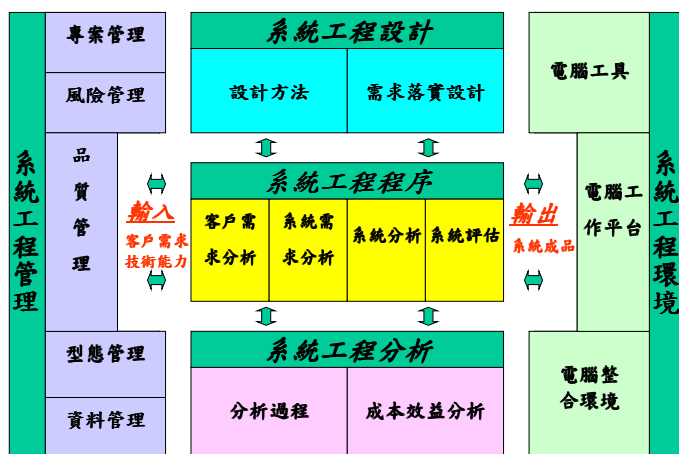 系統工程管理
專案管理
風險管理
品質管理
型態管理
資料管理
輸入
客戶需求
技術能力
系統工程設計
設計方法
需求落實設計
系統工程程序
客戶需
求分析
系統需
求分析
系統分析
系統評估
系統工程分析
分析過程
成本效益分析
輸出
系統成品
電腦工具
電腦工
作平台
電腦整
合環境
系統工程環境